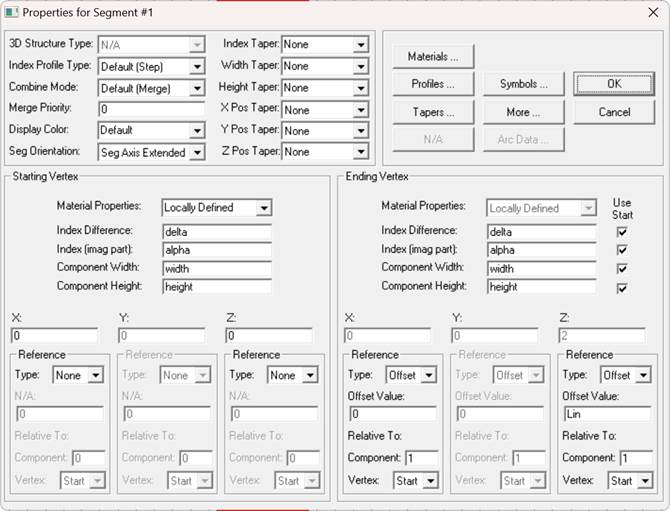 Properties for Segment #1
3D Structure Type: N/A
Index Profile Type: Default (Step)
Combine Mode: Default (Merge)
Merge Priority: 0
Display Color: Default
Seg Orientation: Seg Axis Extended
Index Taper: None
Width Taper: None
Height Taper: None
X Pos Taper: None
Y Pos Taper: None
Z Pos Taper: None
Materials ...
Profiles ... Symbols ... OK
Tapers ... More ... Cancel
N/A Arc Data ...
Starting Vertex
Material Properties: Locally Defined
Index Difference: delta
Index (imag part): alpha
Component Width: width
Component Height: height
X: Y: Z:
0 0 0
Reference Reference Reference
Type: None Type: None Type: None
N/A: N/A: N/A:
0 0 0
Relative To: Relative To: Relative To:
Component: 0 Component: 0 Component: 0
Vertex: Start Vertex: Start Vertex: Start
Ending Vertex
Material Properties: Locally Defined Use Start
Index Difference: delta
Index (imag part): alpha
Component Width: width
Component Height: height
X: Y: Z:
0 0 2
Reference Reference Reference
Type: Offset Type: Offset Type: Offset
Offset Value: Offset Value: Offset Value:
0 0 Lin
Relative To: Relative To: Relative To:
Component: 1 Component: 1 Component: 1
Vertex: Start Vertex: Start Vertex: Start